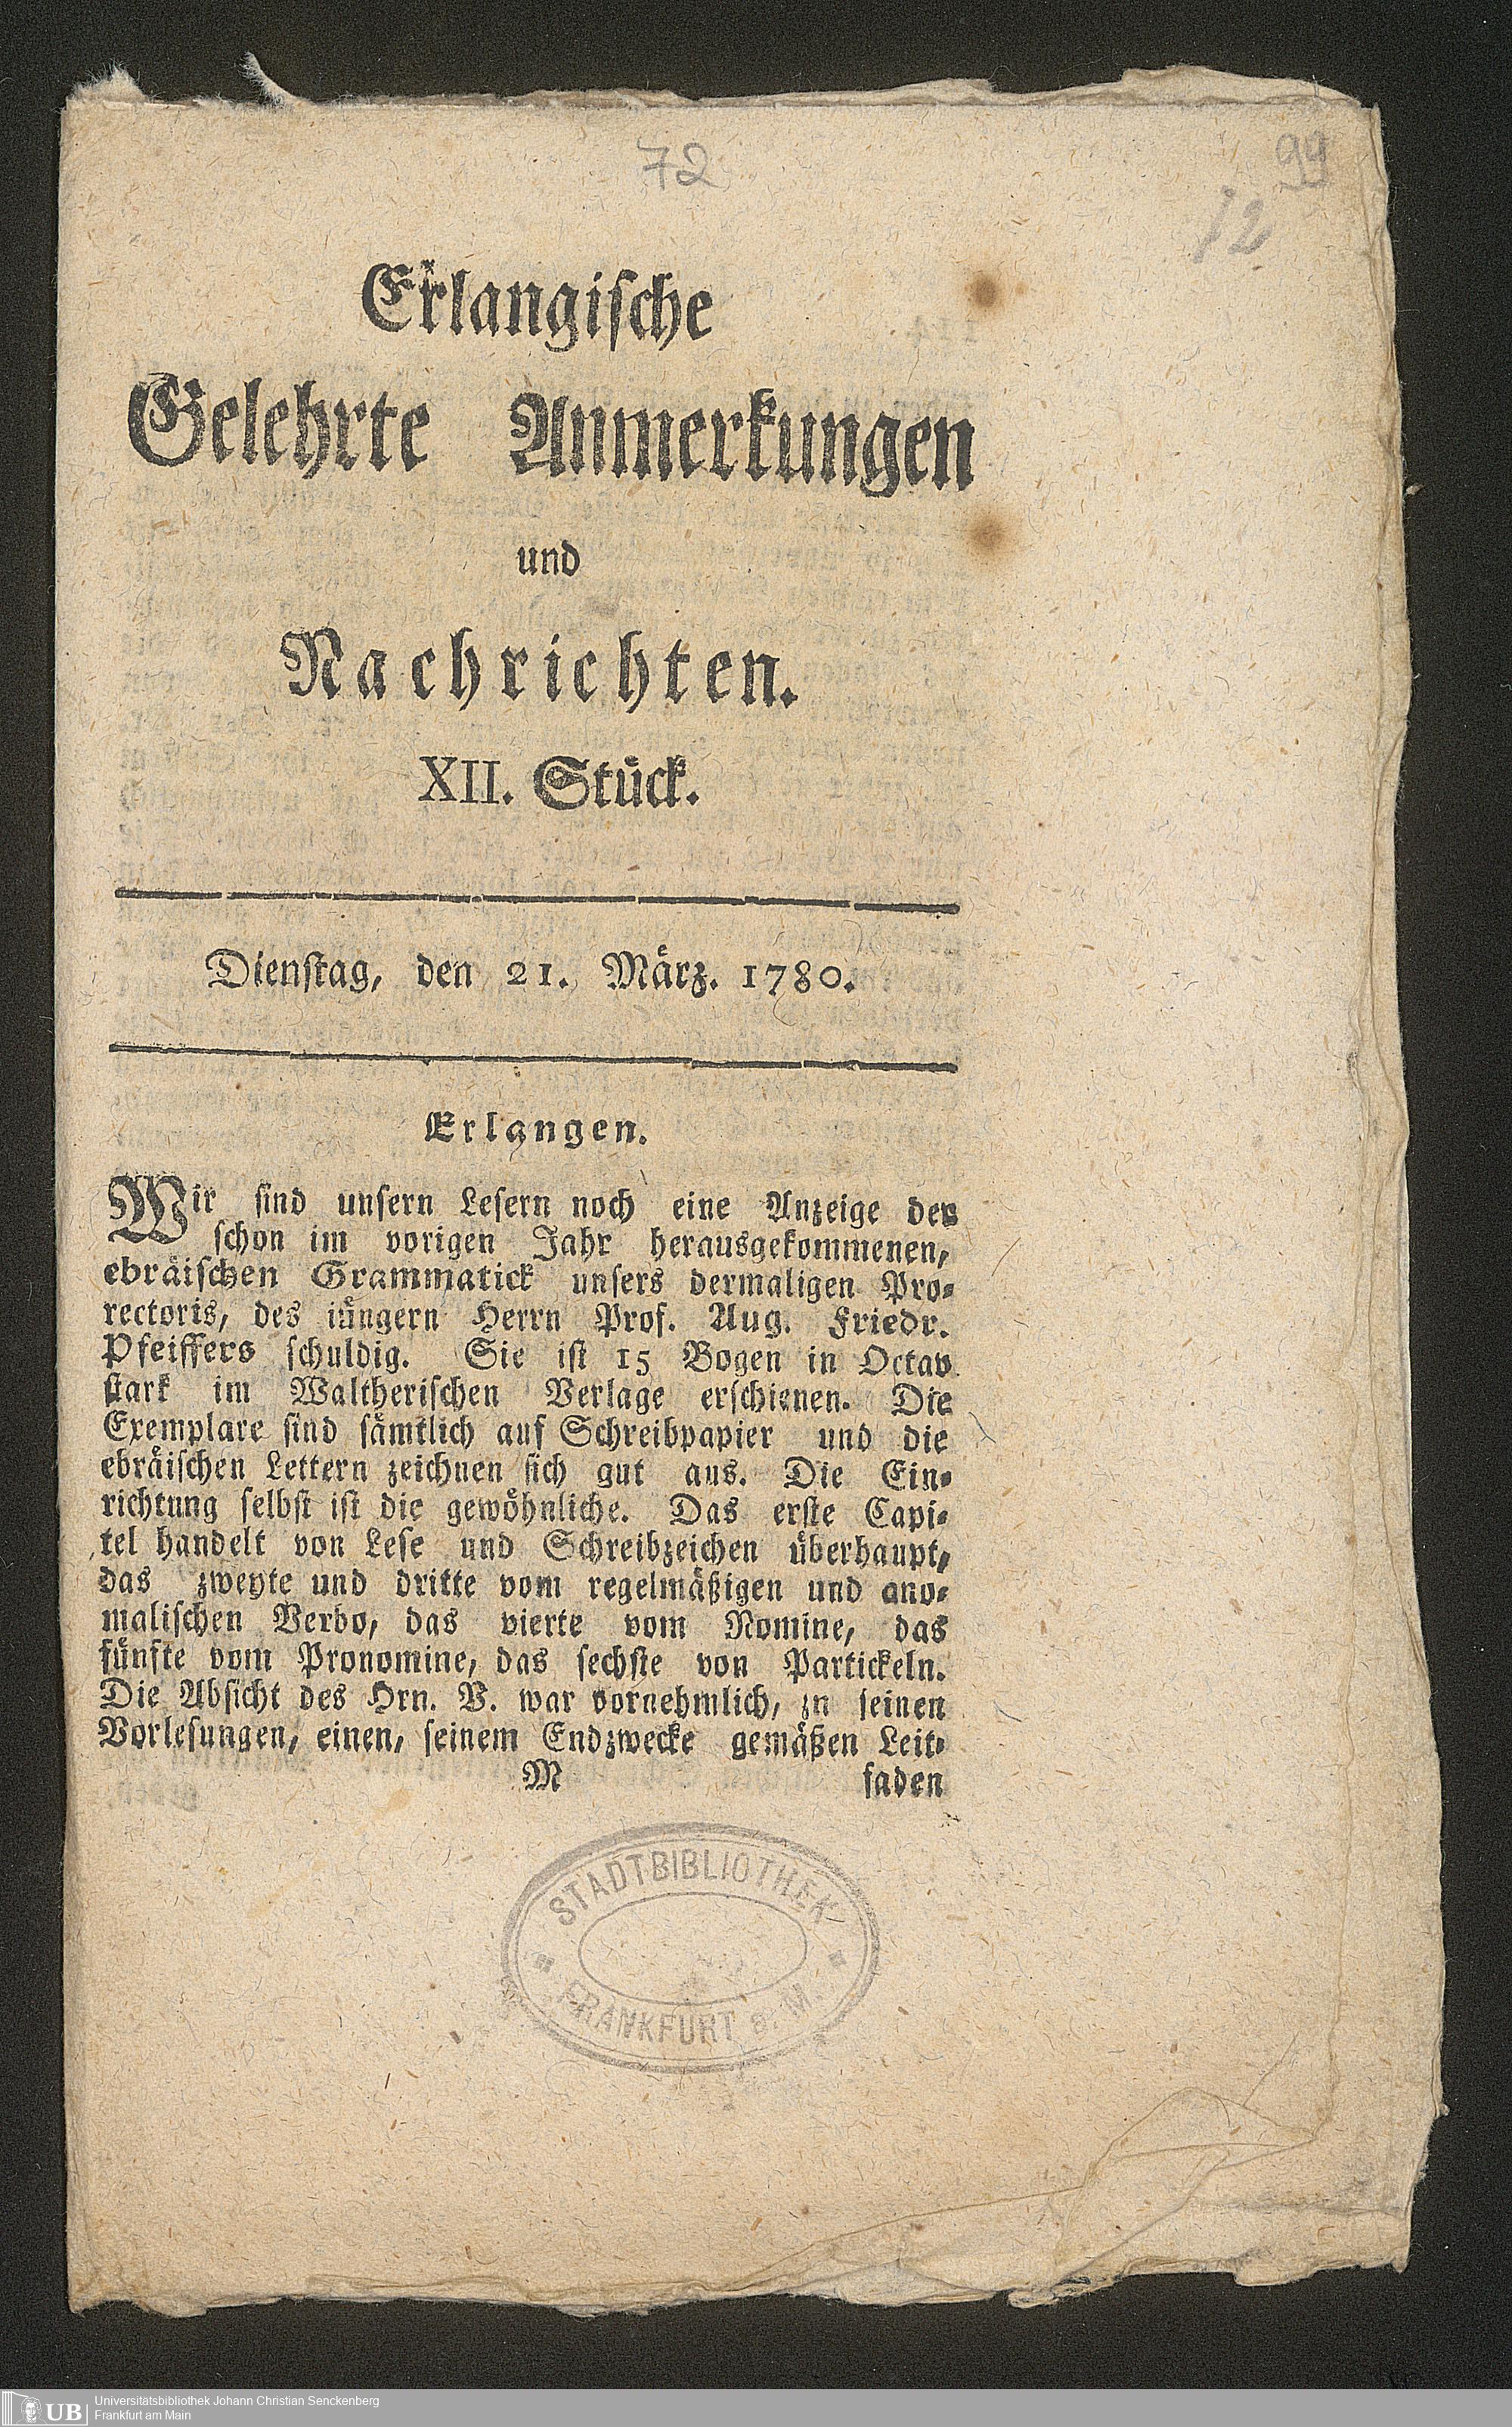 72
99
12
Erlangische
Gelehrte Anmerkungen
und
Nachrichten.
XII. Stück.
Dienstag, den 21. März. 1780.
Erlangen.
Wir sind unsern Lesern noch eine Anzeige der
schon im vorigen Jahr herausgekommenen,
ebräischen Grammatick unsers dermaligen Pro-
rectoris, des iüngern Herrn Prof. Aug. Friedr.
Pfeiffers schuldig. Sie ist 15 Bogen in Octav
stark im Waltherischen Verlage erschienen. Die
Exemplare sind sämtlich auf Schreibpapier und die
ebräischen Lettern zeichnen sich gut aus. Die Ein-
richtung selbst ist die gewöhnliche. Das erste Capi-
tel handelt von Lese und Schreibzeichen überhaupt,
das zweyte und dritte vom regelmäßigen und ano-
malischen Verbo, das vierte vom Nomine, das
fünfte vom Pronomine, das sechste von Partickeln.
Die Absicht des Hrn. V. war vornehmlich, zu seinen
Vorlesungen, einen, seinem Endzwecke gemäßen Leit-
M faden
STADTBIBLIOTHEK
FRANKFURT a. M.
UB
Universitätsbibliothek Johann Christian Senckenberg
Frankfurt am Main